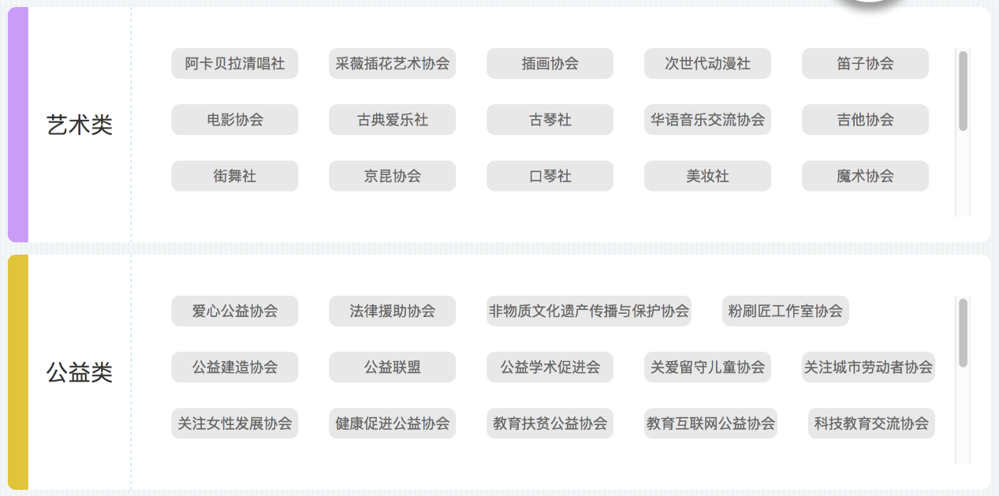 艺术类
阿卡贝拉清唱社 采薇插花艺术协会 插画协会 次世代动漫社 笛子协会
电影协会 古典爱乐社 古琴社 华语音乐交流协会 吉他协会
街舞社 京昆协会 口琴社 美妆社 魔术协会
公益类
爱心公益协会 法律援助协会 非物质文化遗产传播与保护协会 粉刷匠工作室协会
公益建造协会 公益联盟 公益学术促进会 关爱留守儿童协会 关注城市劳动者协会
关注女性发展协会 健康促进公益协会 教育扶贫公益协会 教育互联网公益协会 科技教育交流协会